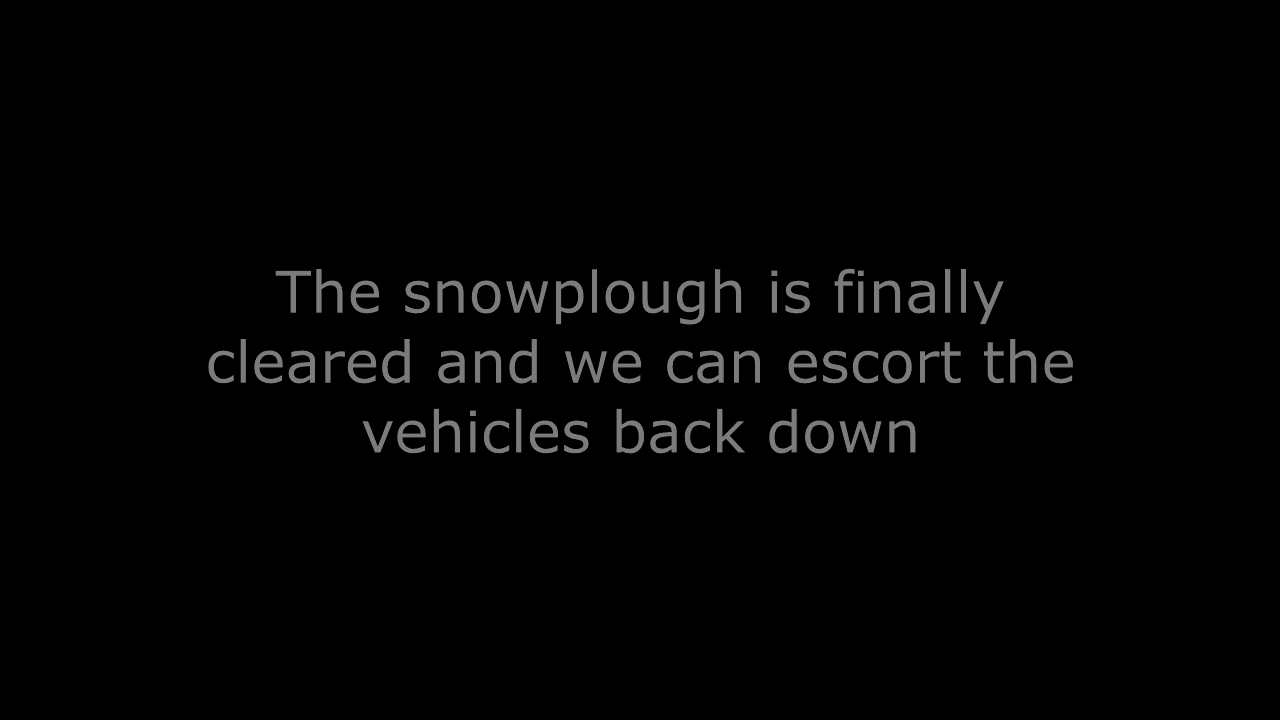 The snowplough is finally
cleared and we can escort the
vehicles back down